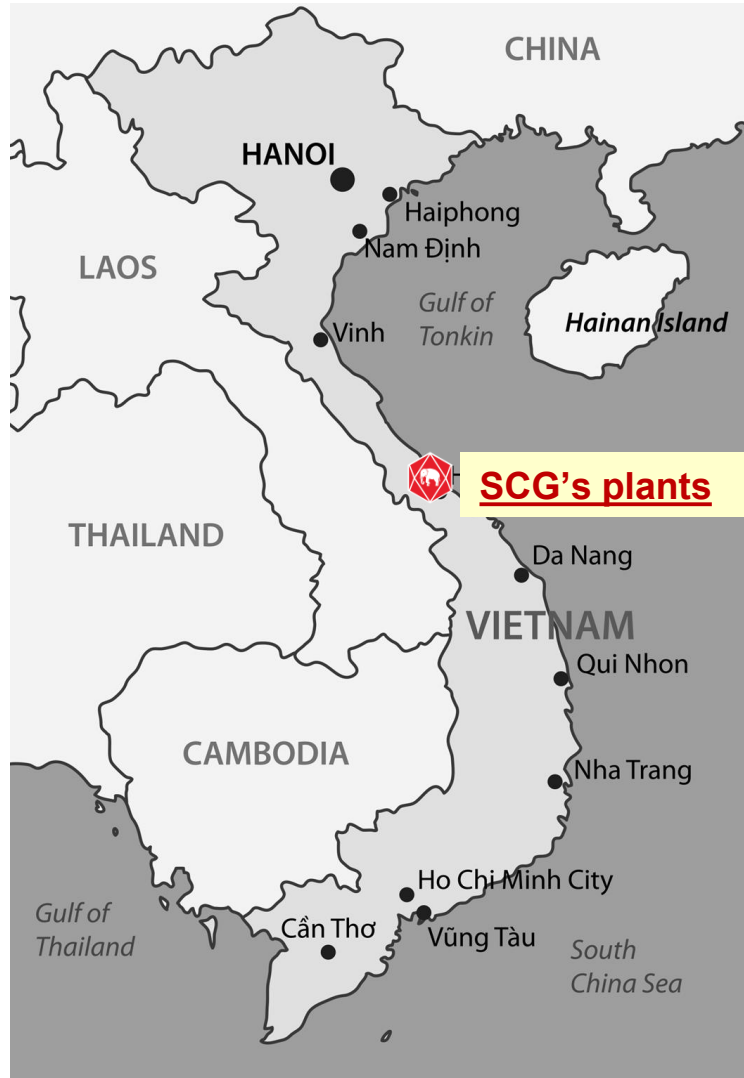 CHINA
HANOI
Haiphong
Nam Định
LAOS
Gulf of
Tonkin
Hainan Island
Vinh
SCG’s plants
THAILAND
Da Nang
VIETNAM
Qui Nhon
CAMBODIA
Nha Trang
Ho Chi Minh City
Gulf of
Thailand
Cần Thơ
Vũng Tàu
South
China Sea